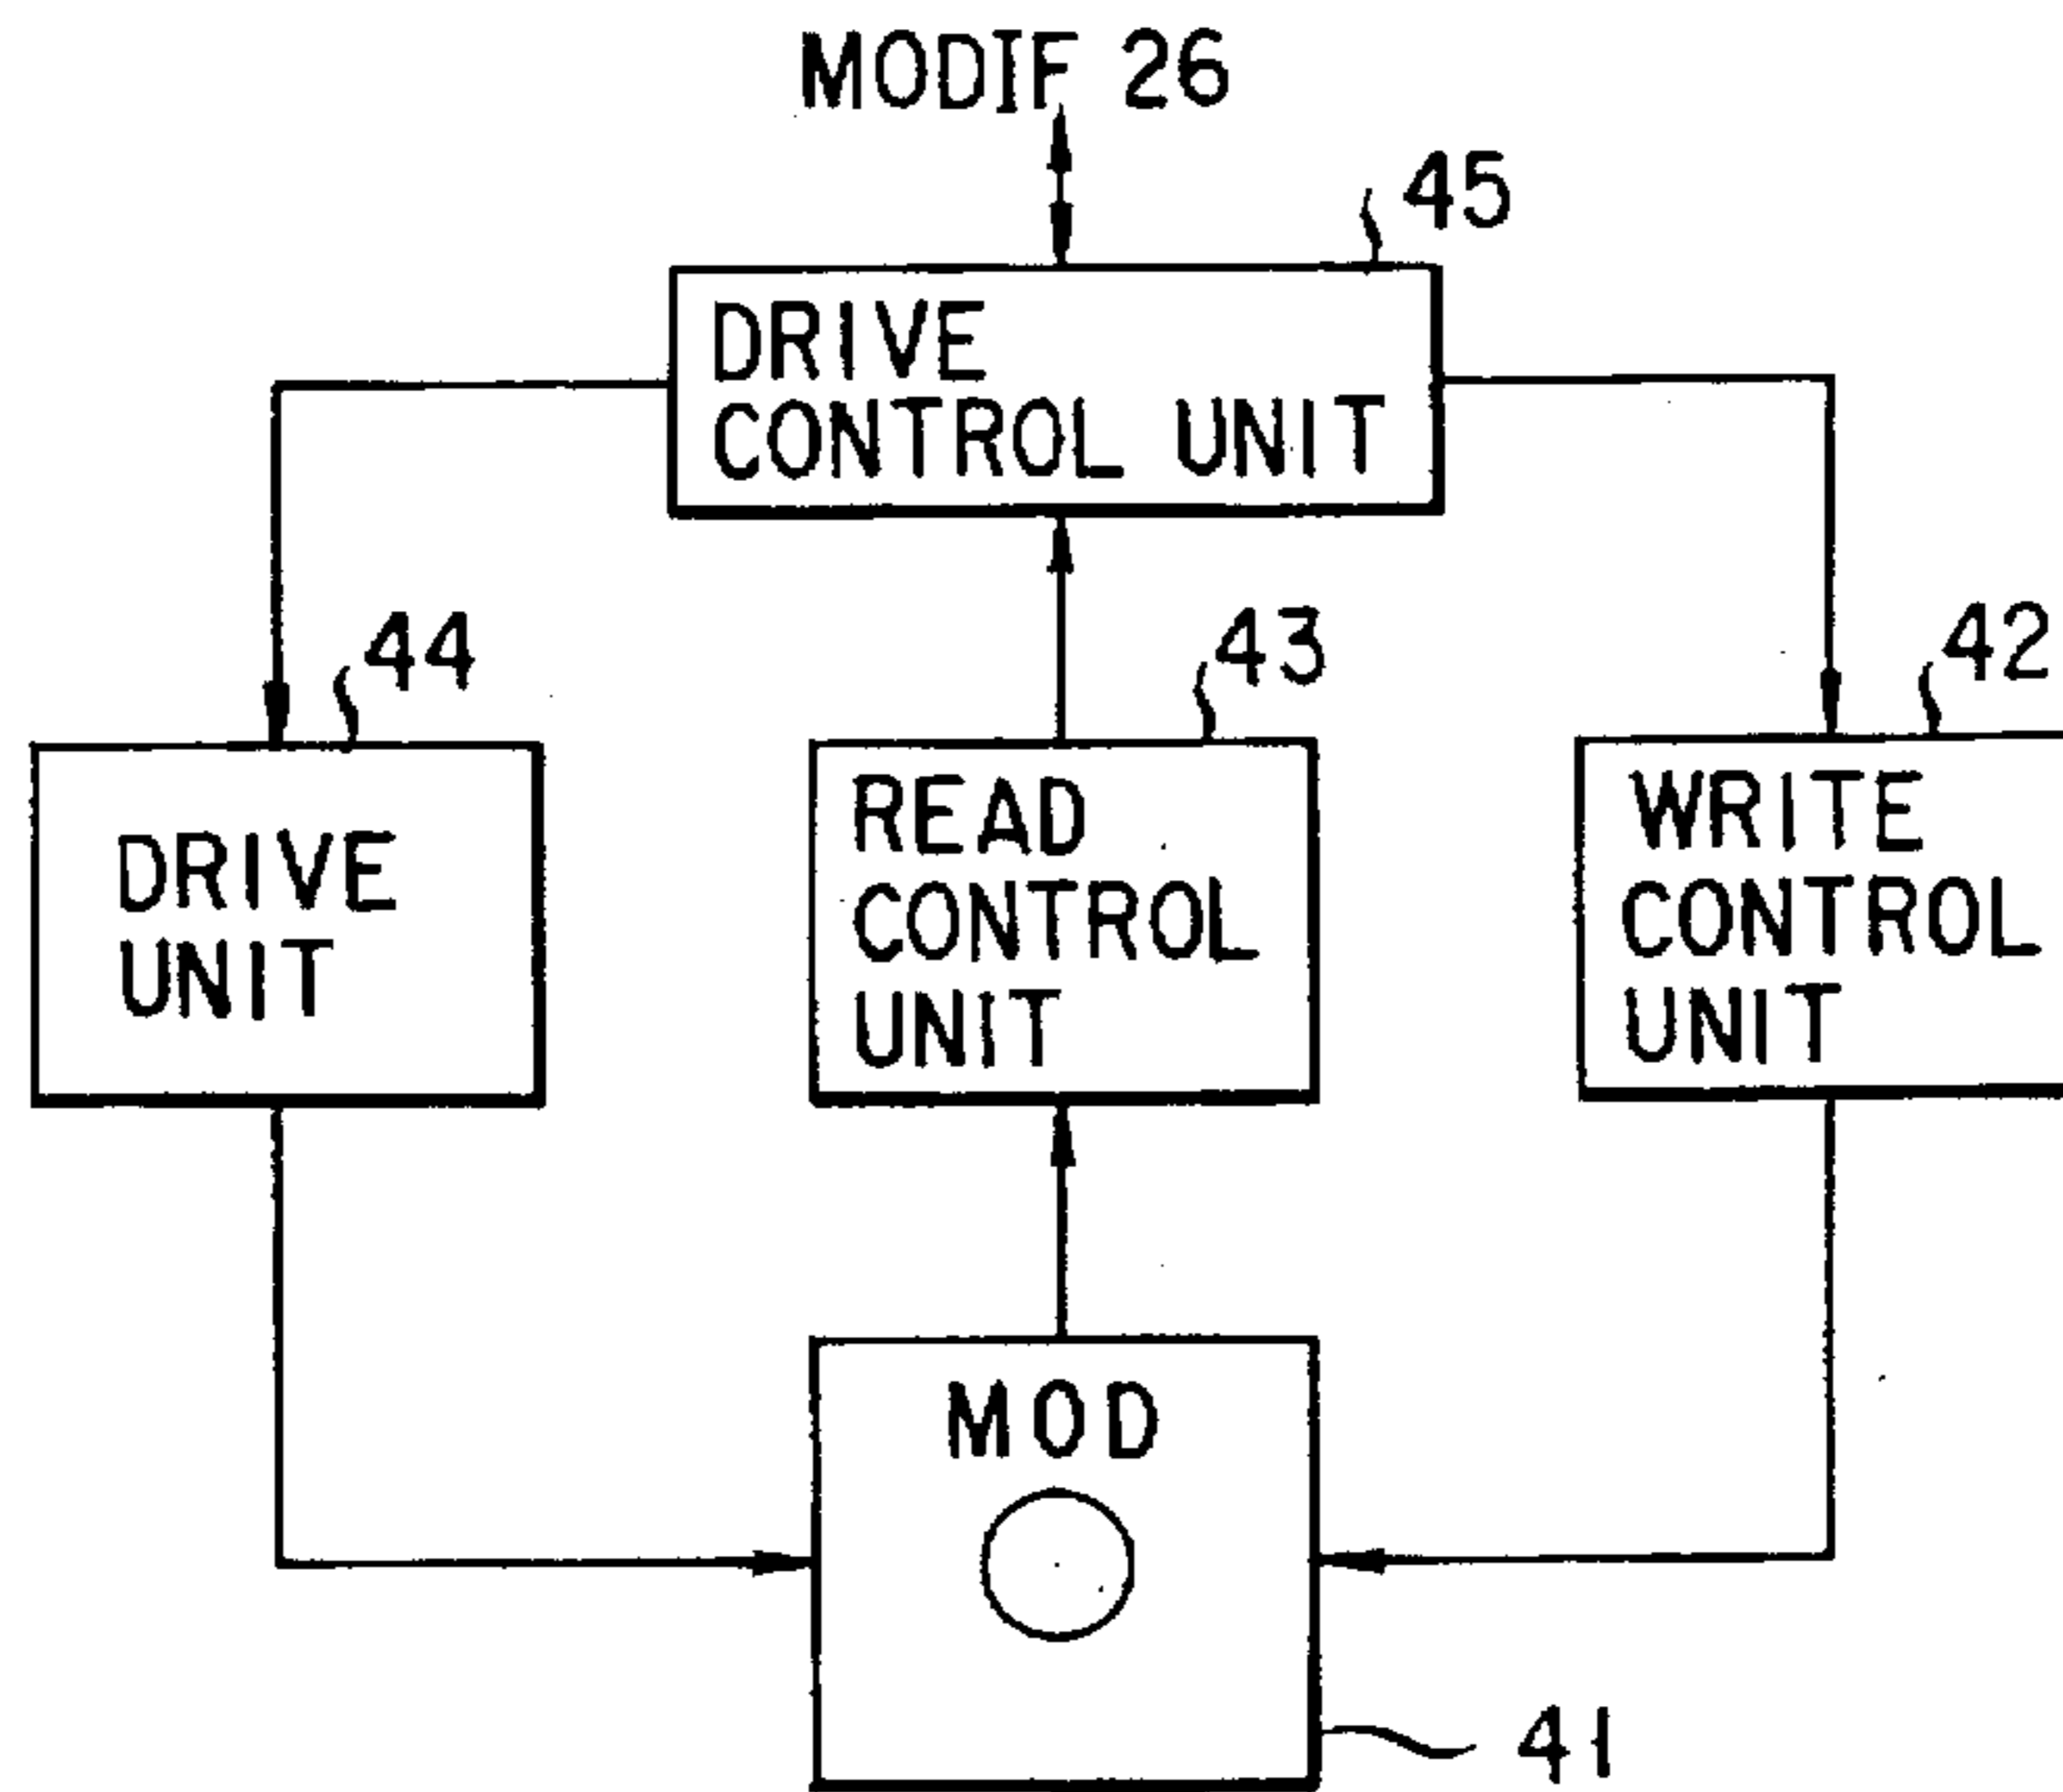 MODIF 26
45
DRIVE
CONTROL UNIT
44
43
42
DRIVE
UNIT
READ
CONTROL
UNIT
WRITE
CONTROL
UNIT
MOD
41